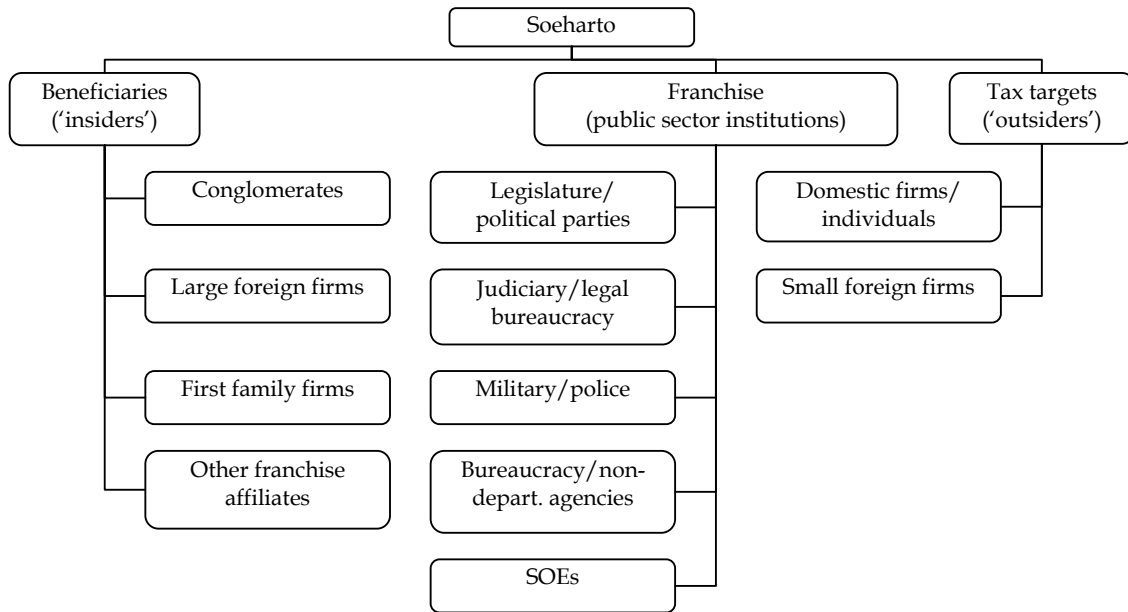 Soeharto
Beneficiaries
(‘insiders’)
Franchise
(public sector institutions)
Tax targets
(‘outsiders’)
Conglomerates
Large foreign firms
First family firms
Other franchise
affiliates
Legislature/
political parties
Judiciary/legal
bureaucracy
Military/police
Bureaucracy/non-
depart. agencies
SOEs
Domestic firms/
individuals
Small foreign firms